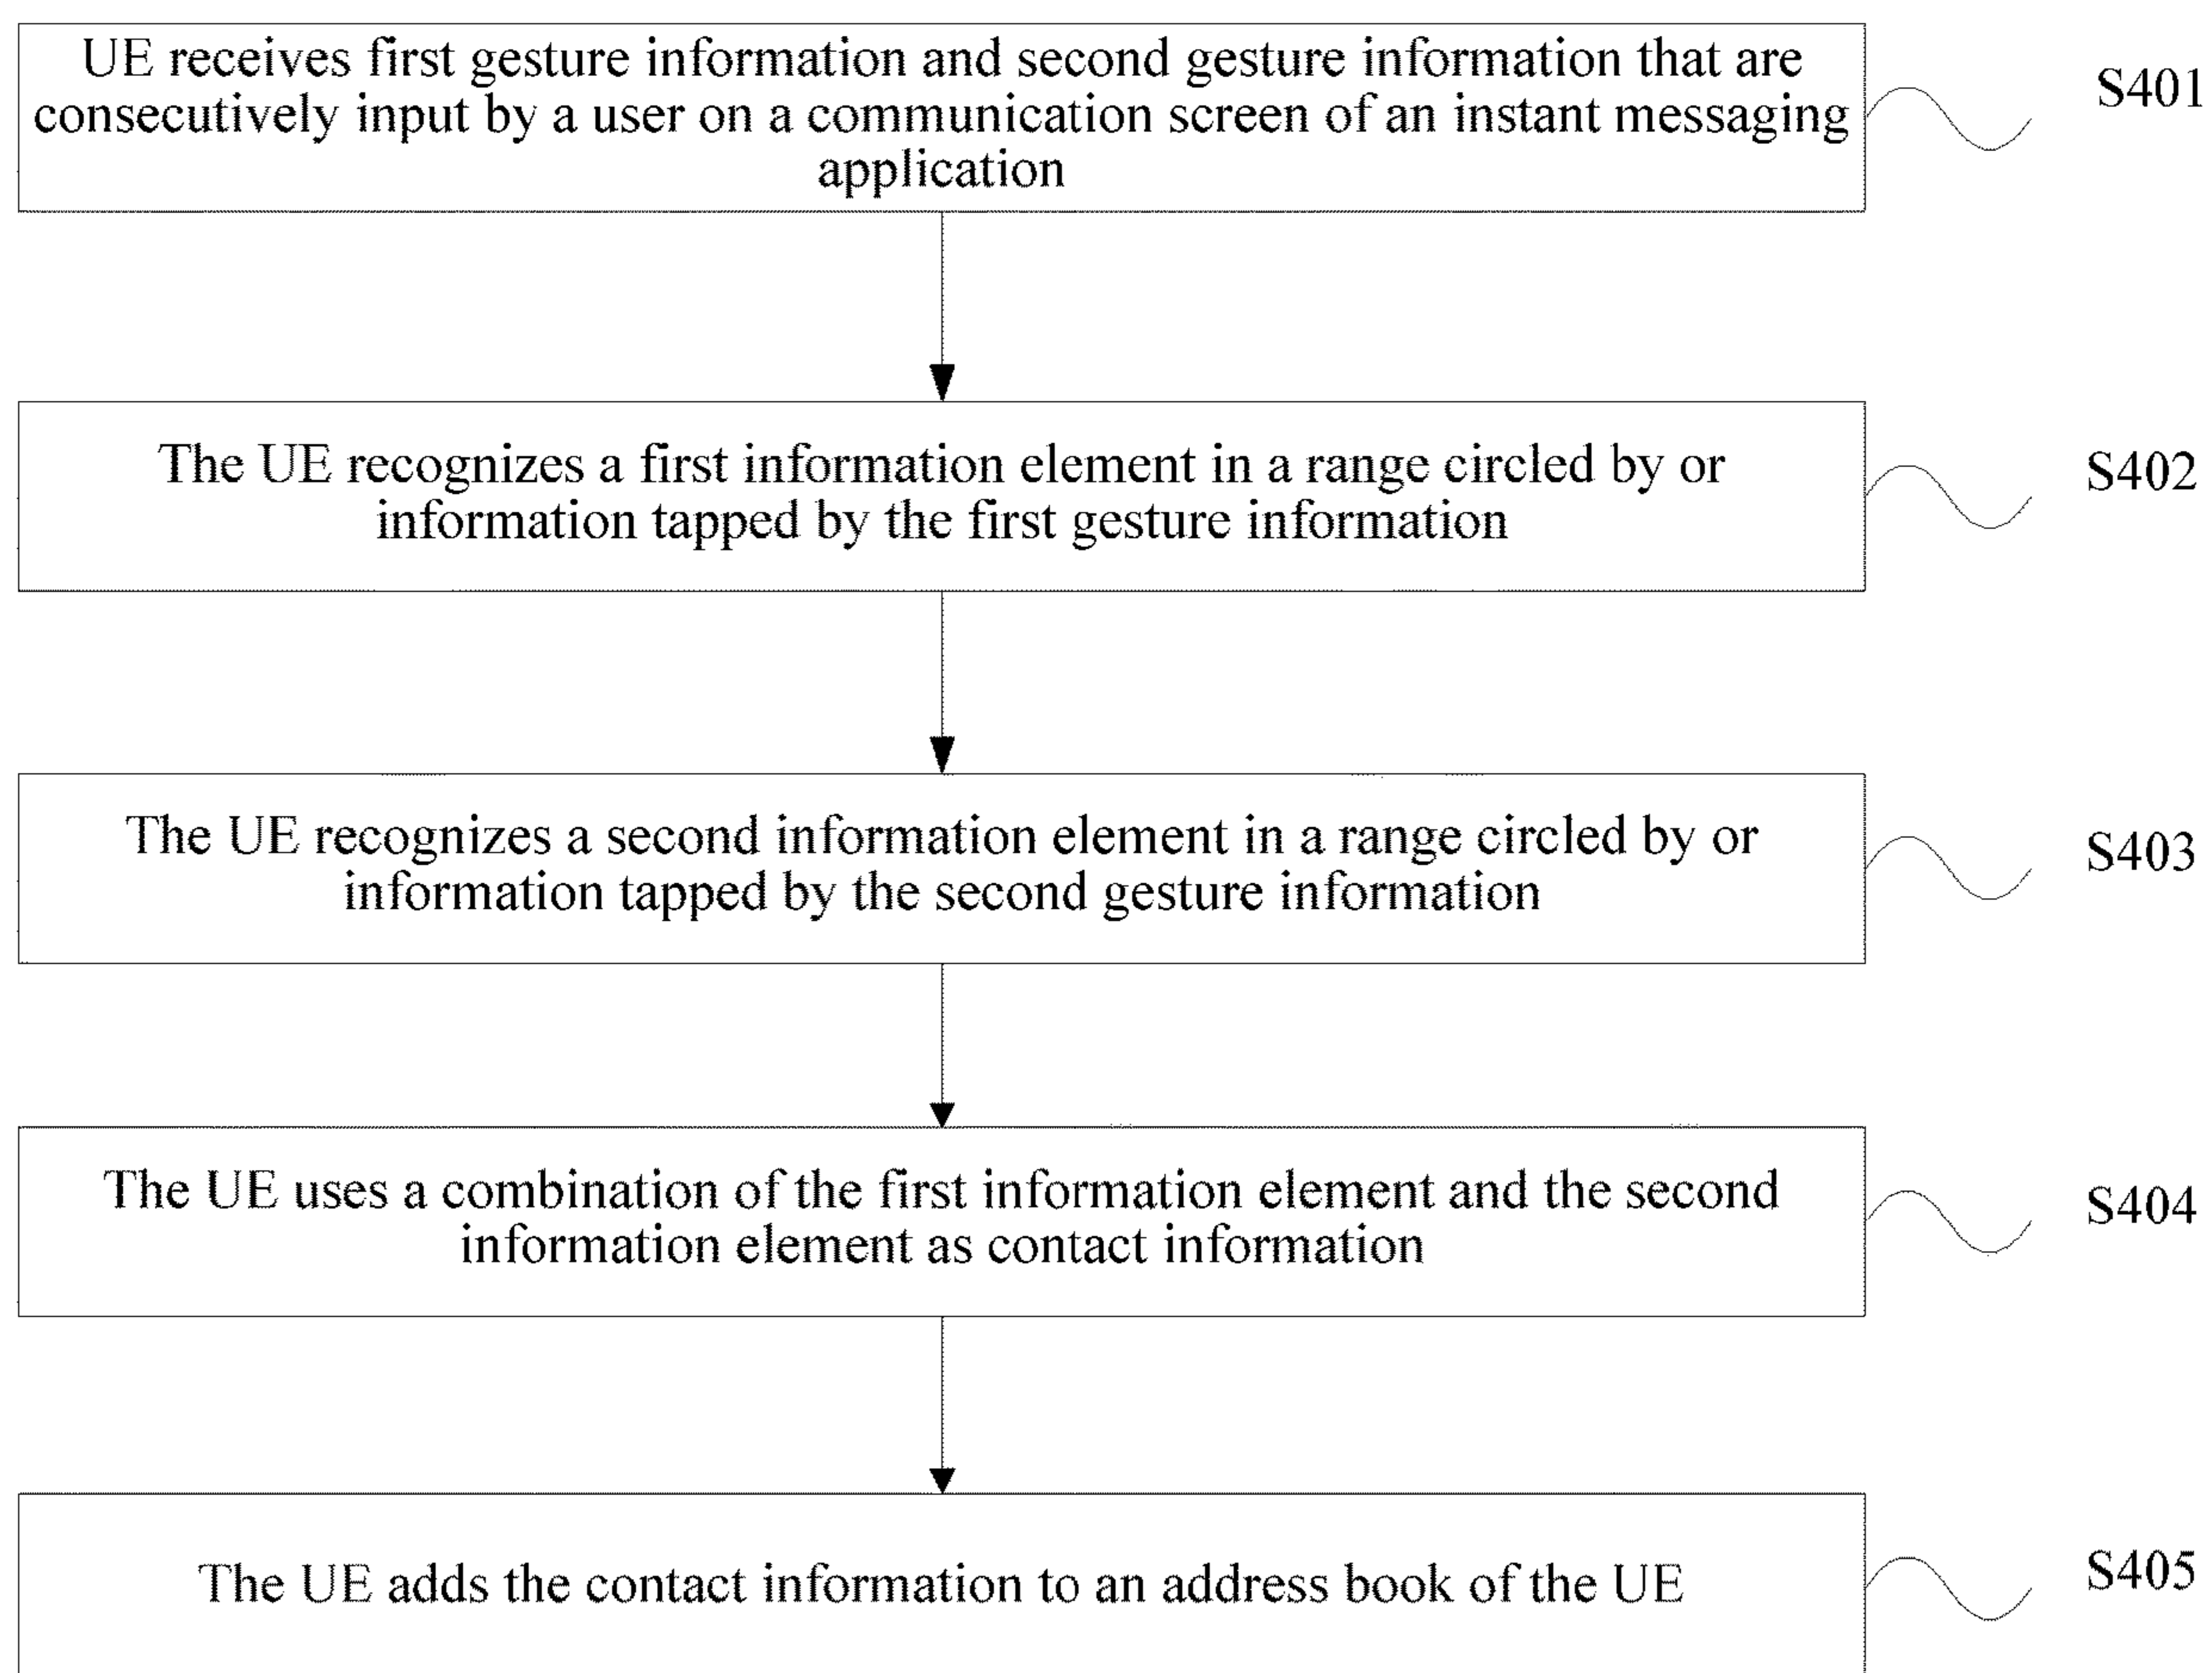 UE receives first gesture information and second gesture information that are
consecutively input by a user on a communication screen of an instant messaging
application
S401
The UE recognizes a first information element in a range circled by or
information tapped by the first gesture information
S402
The UE recognizes a second information element in a range circled by or
information tapped by the second gesture information
S403
The UE uses a combination of the first information element and the second
information element as contact information
S404
The UE adds the contact information to an address book of the UE
S405